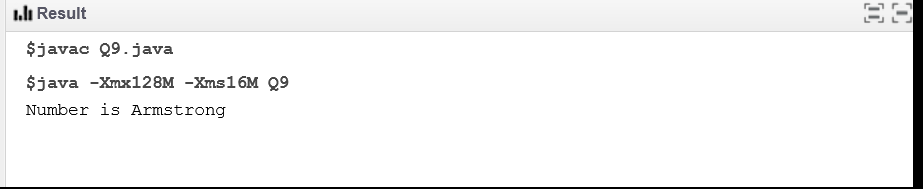 Result
$javac Q9.java
$java -Xmx128M -Xms16M Q9
Number is Armstrong